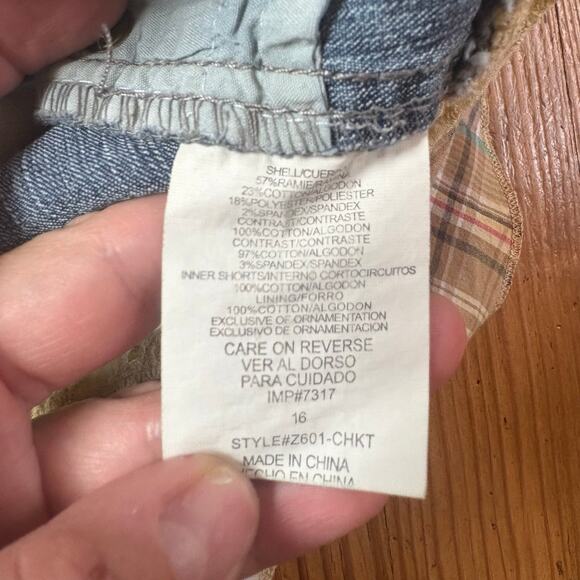 SHELL/CUERPO
57%RAMIE/RAMIO
23%COTTON/ALGODON
18%POLYESTER/POLIESTER
2%SPANDEX/SPANDEX
CONTRAST/CONTRASTE
100%COTTON/ALGODON
CONTRAST/CONTRASTE
97%COTTON/ALGODON
3%SPANDEX/SPANDEX
INNER SHORTS/INTERNO CORTOCIRCUITOS
100%COTTON/ALGODON
LINING/FORRO
100%COTTON/ALGODON
EXCLUSIVE OF ORNAMENTATION
EXCLUSIVE DE ORNAMENTACION
CARE ON REVERSE
VER AL DORSO
PARA CUIDADO
IMP#7317
16
STYLE#Z601-CHKT
MADE IN CHINA
HECHO EN CHINA